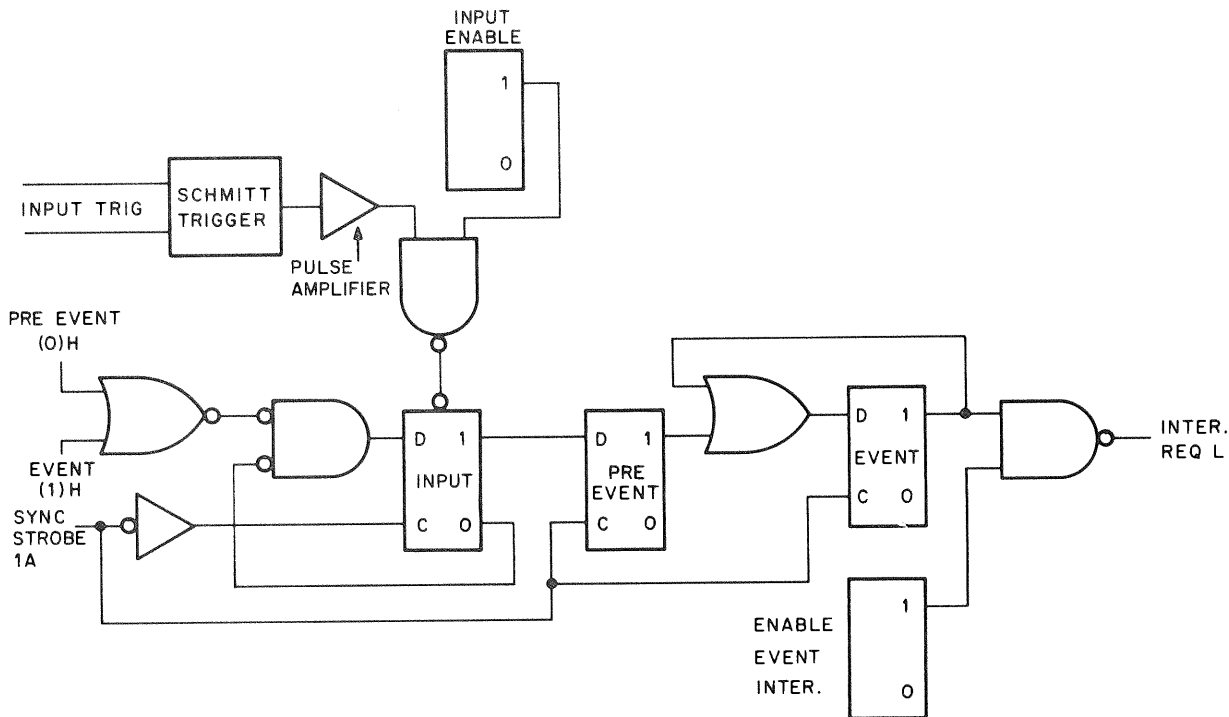 INPUT
ENABLE
1
0
INPUT TRIG
SCHMITT
TRIGGER
PULSE
AMPLIFIER
PRE EVENT
(0)H
EVENT
(1)H
SYNC
STROBE
1A
D 1
INPUT
C 0
D 1
PRE
EVENT
C 0
D 1
EVENT
C 0
INTER.
REQ L
ENABLE
EVENT
INTER.
1
0